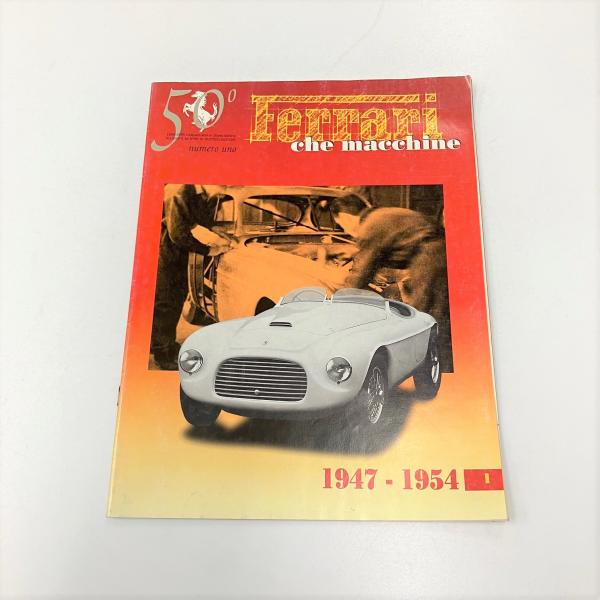 50°
numero uno
Ferrari
che macchine
1947 - 1954
1